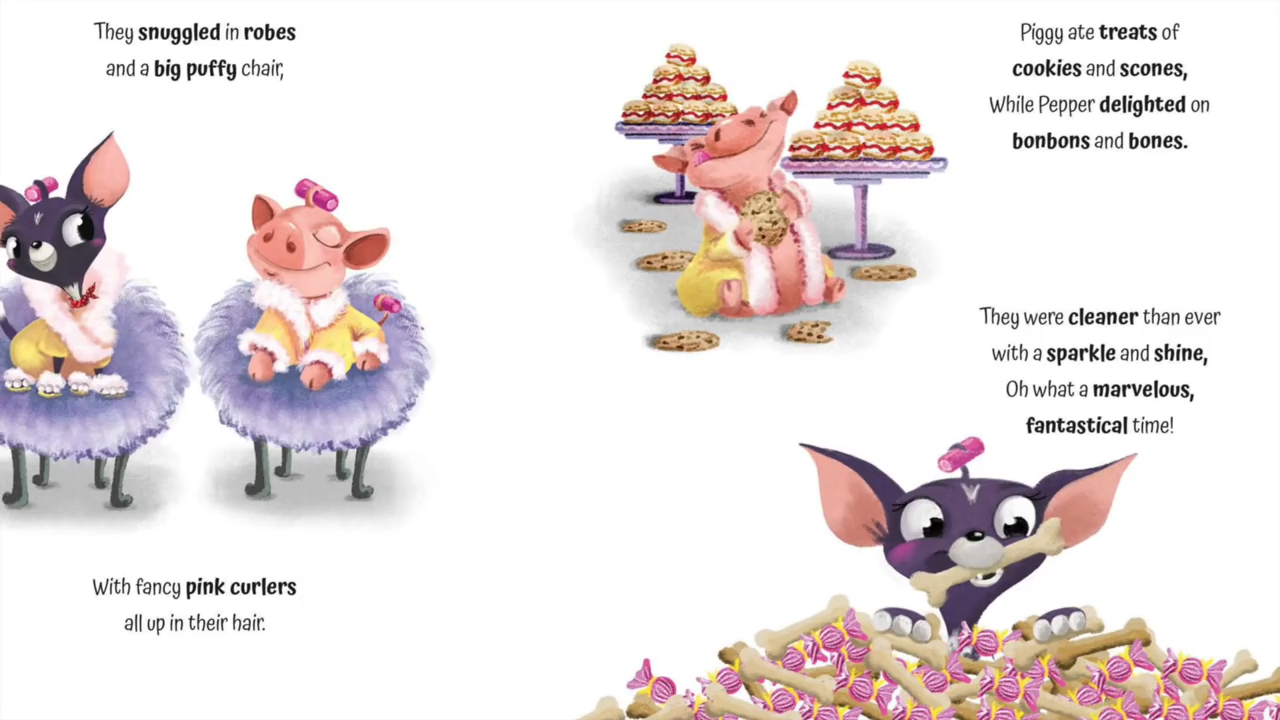 They snuggled in robes
and a big puffy chair,
With fancy pink curlers
all up in their hair.
Piggy ate treats of
cookies and scones,
While Pepper delighted on
bonbons and bones.
They were cleaner than ever
with a sparkle and shine,
Oh what a marvelous,
fantastical time!